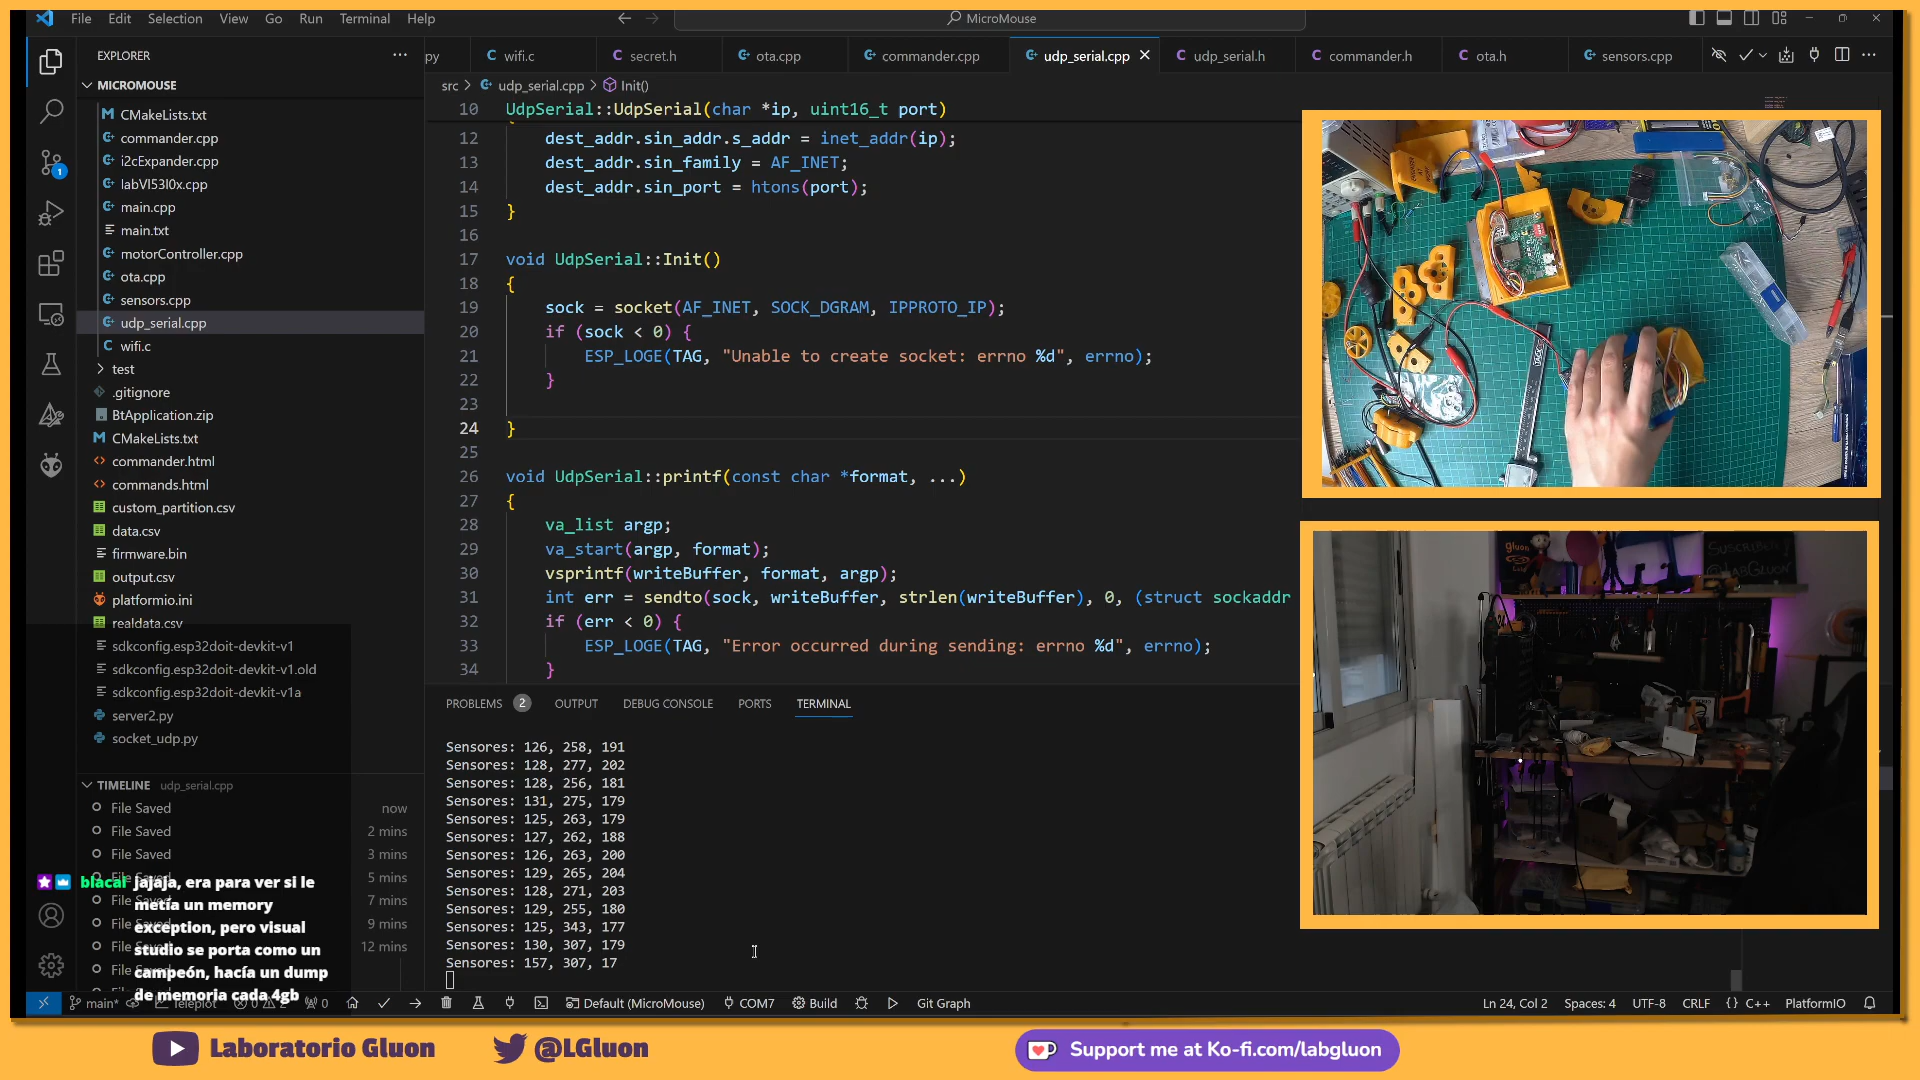 File Edit Selection View Go Run Terminal Help
MicroMouse
EXPLORER
py
wifi.c
secret.h
ota.cpp
commander.cpp
udp_serial.cpp
udp_serial.h
commander.h
ota.h
sensors.cpp
MICROMOUSE
CMakeLists.txt
commander.cpp
i2cExpander.cpp
labVl53l0x.cpp
main.cpp
main.txt
motorController.cpp
ota.cpp
sensors.cpp
udp_serial.cpp
wifi.c
test
.gitignore
BtApplication.zip
CMakeLists.txt
commander.html
commands.html
custom_partition.csv
data.csv
firmware.bin
output.csv
platformio.ini
realdata.csv
sdkconfig.esp32doit-devkit-v1
sdkconfig.esp32doit-devkit-v1.old
sdkconfig.esp32doit-devkit-v1a
server2.py
socket_udp.py
TIMELINE udp_serial.cpp
File Saved now
File Saved 2 mins
File Saved 3 mins
5 mins
7 mins
9 mins
12 mins
blacal jajaja, era para ver si le
metía un memory
exception, pero visual
studio se porta como un
campeón, hacía un dump
de memoria cada 4gb
src > udp_serial.cpp > Init()
10 UdpSerial::UdpSerial(char *ip, uint16_t port)
12 dest_addr.sin_addr.s_addr = inet_addr(ip);
13 dest_addr.sin_family = AF_INET;
14 dest_addr.sin_port = htons(port);
15 }
16
17 void UdpSerial::Init()
18 {
19 sock = socket(AF_INET, SOCK_DGRAM, IPPROTO_IP);
20 if (sock < 0) {
21 ESP_LOGE(TAG, "Unable to create socket: errno %d", errno);
22 }
23
24 }
25
26 void UdpSerial::printf(const char *format, ...)
27 {
28 va_list argp;
29 va_start(argp, format);
30 vsprintf(writeBuffer, format, argp);
31 int err = sendto(sock, writeBuffer, strlen(writeBuffer), 0, (struct sockaddr
32 if (err < 0) {
33 ESP_LOGE(TAG, "Error occurred during sending: errno %d", errno);
34 }
PROBLEMS 2 OUTPUT DEBUG CONSOLE PORTS TERMINAL
Sensores: 126, 258, 191
Sensores: 128, 277, 202
Sensores: 128, 256, 181
Sensores: 131, 275, 179
Sensores: 125, 263, 179
Sensores: 127, 262, 188
Sensores: 126, 263, 200
Sensores: 129, 265, 204
Sensores: 128, 271, 203
Sensores: 129, 255, 180
Sensores: 125, 343, 177
Sensores: 130, 307, 179
Sensores: 157, 307, 17
main* Teleplot 0 2 0 Default (MicroMouse) COM7 Build Git Graph
Ln 24, Col 2 Spaces: 4 UTF-8 CRLF {} C++ PlatformIO
gluon
SUSCRIBE
@LABGLUON
Laboratorio Gluon
@LGluon
Support me at Ko-fi.com/labgluon